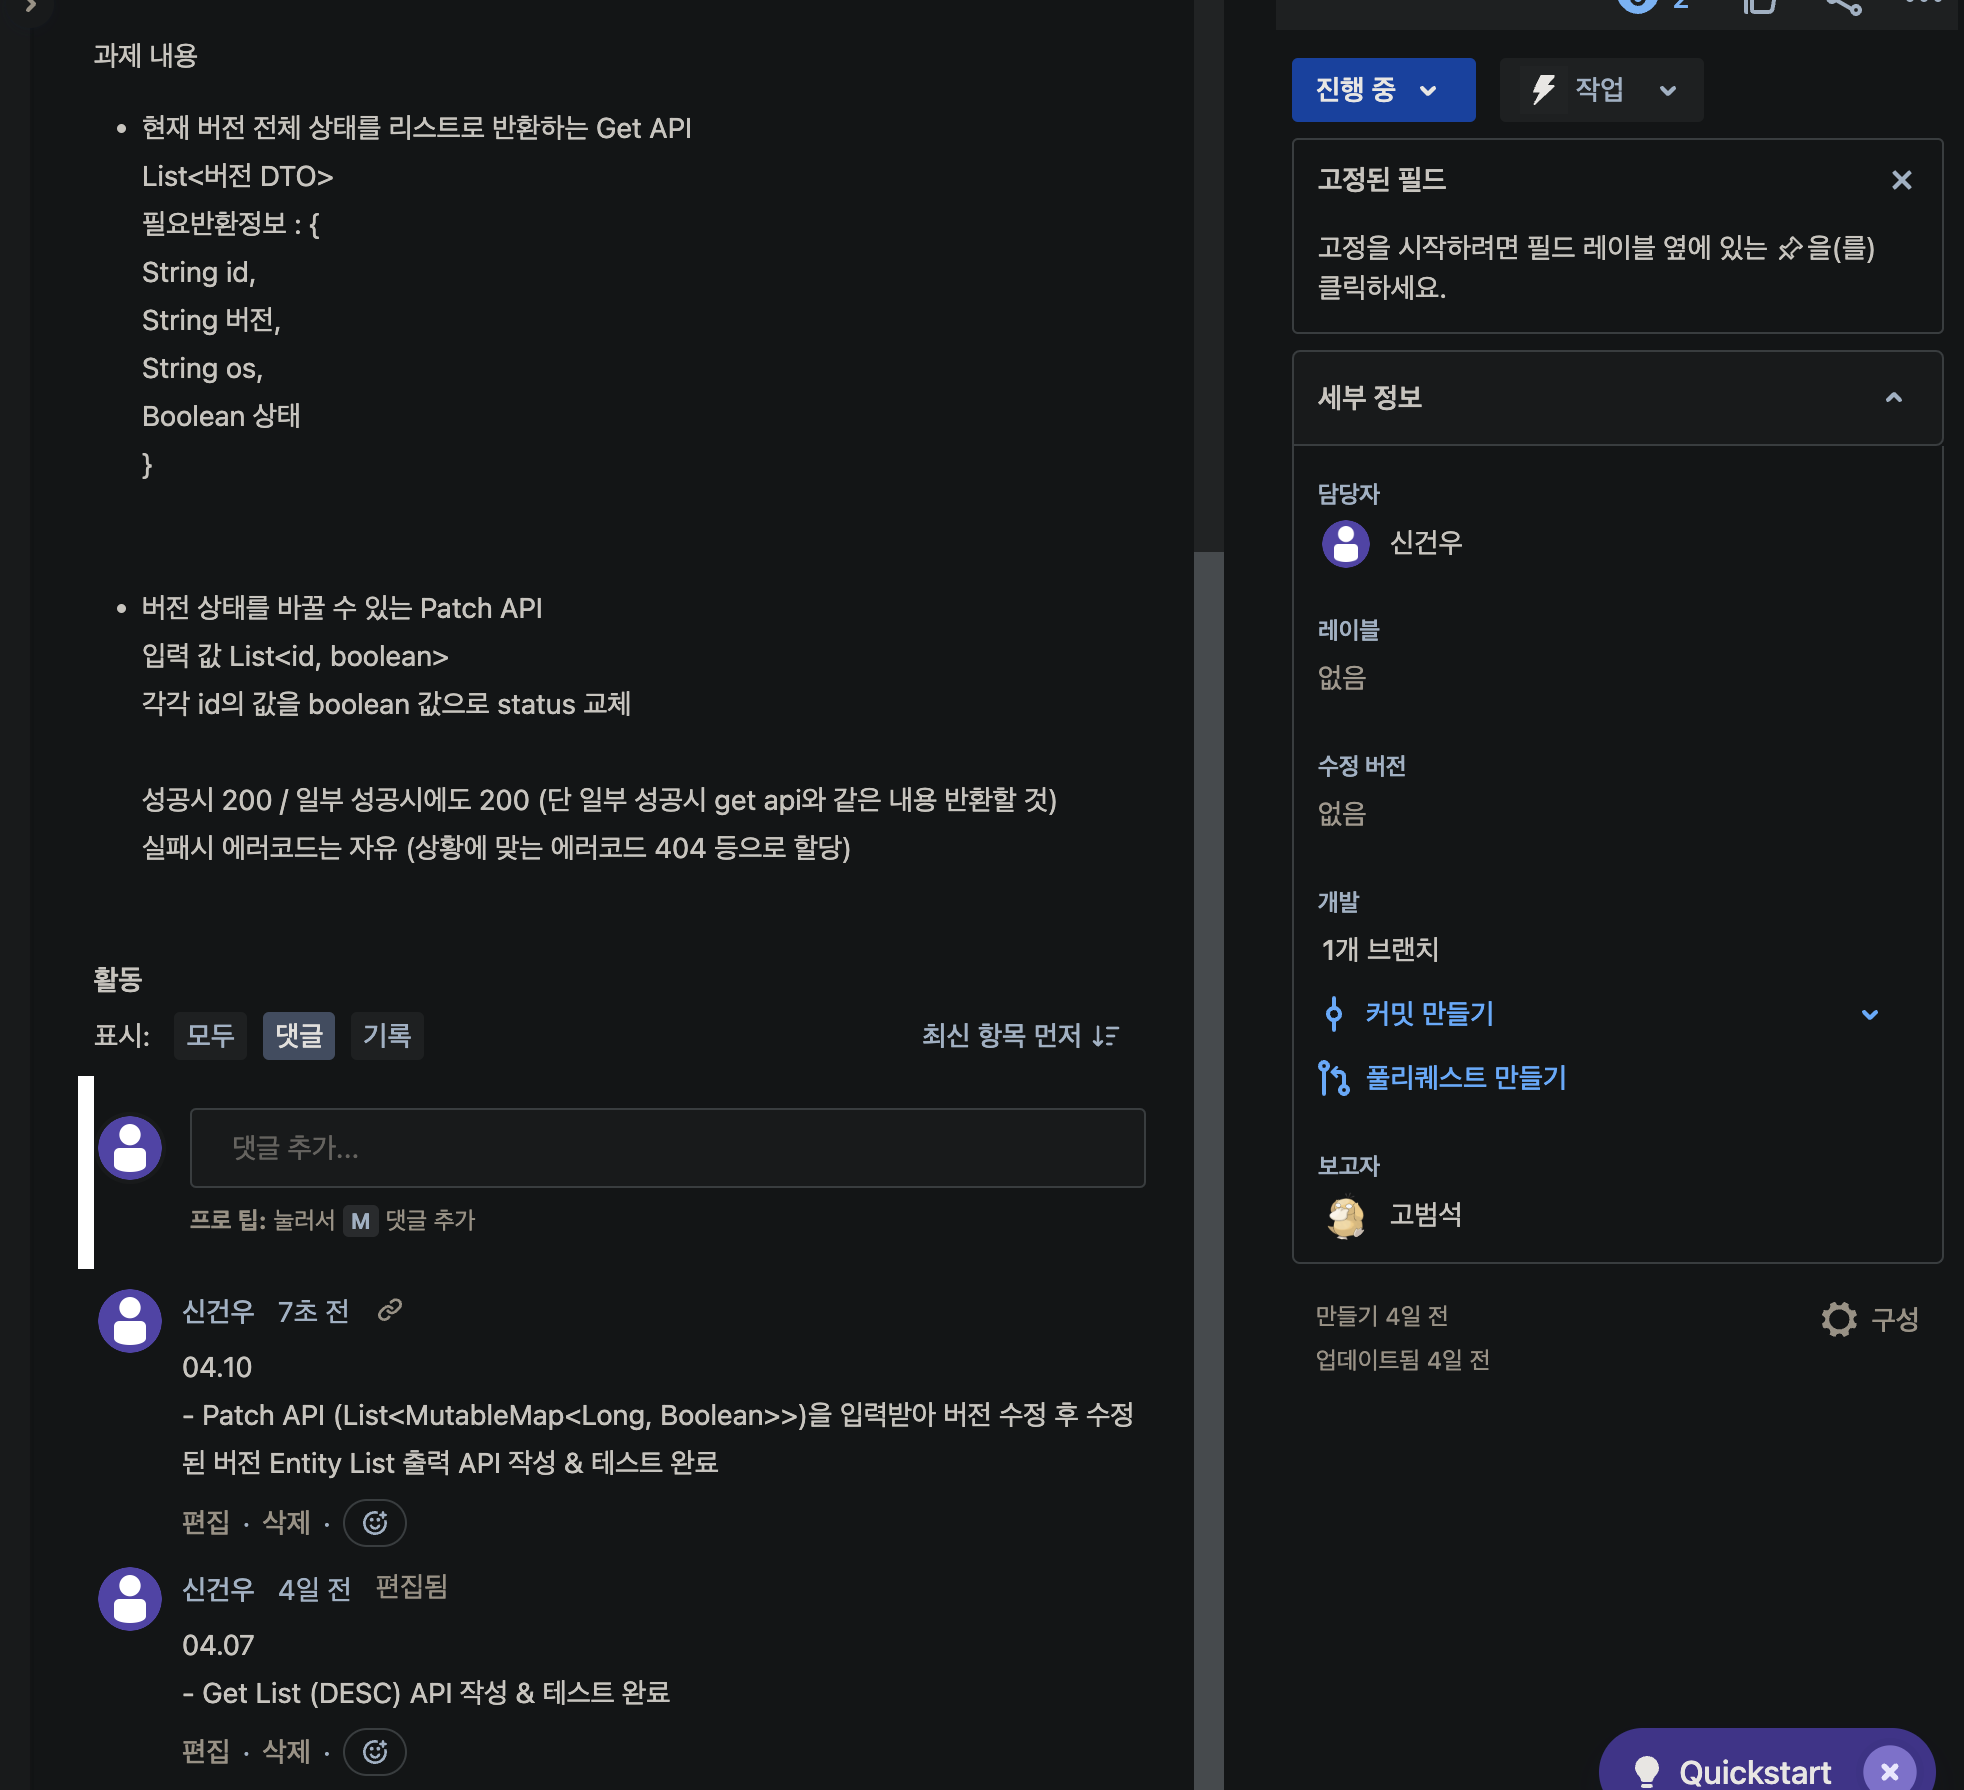 과제 내용
현재 버전 전체 상태를 리스트로 반환하는 Get API
List<버전 DTO>
필요반환정보 : {
String id,
String 버전,
String os,
Boolean 상태
}
버전 상태를 바꿀 수 있는 Patch API
입력 값 List<id, boolean>
각각 id의 값을 boolean 값으로 status 교체
성공시 200 / 일부 성공시에도 200 (단 일부 성공시 get api와 같은 내용 반환할 것)
실패시 에러코드는 자유 (상황에 맞는 에러코드 404 등으로 할당)
활동
표시: 모두 댓글 기록 최신 항목 먼저
댓글 추가...
프로 팁: 눌러서 M 댓글 추가
신건우 7초 전
04.10
- Patch API (List<MutableMap<Long, Boolean>>)을 입력받아 버전 수정 후 수정
된 버전 Entity List 출력 API 작성 & 테스트 완료
편집 · 삭제 ·
신건우 4일 전 편집됨
04.07
- Get List (DESC) API 작성 & 테스트 완료
편집 · 삭제 ·
2
진행 중 작업
고정된 필드
고정을 시작하려면 필드 레이블 옆에 있는 을(를)
클릭하세요.
세부 정보
담당자
신건우
레이블
없음
수정 버전
없음
개발
1개 브랜치
커밋 만들기
풀리퀘스트 만들기
보고자
고범석
만들기 4일 전
구성
업데이트됨 4일 전
Quickstart